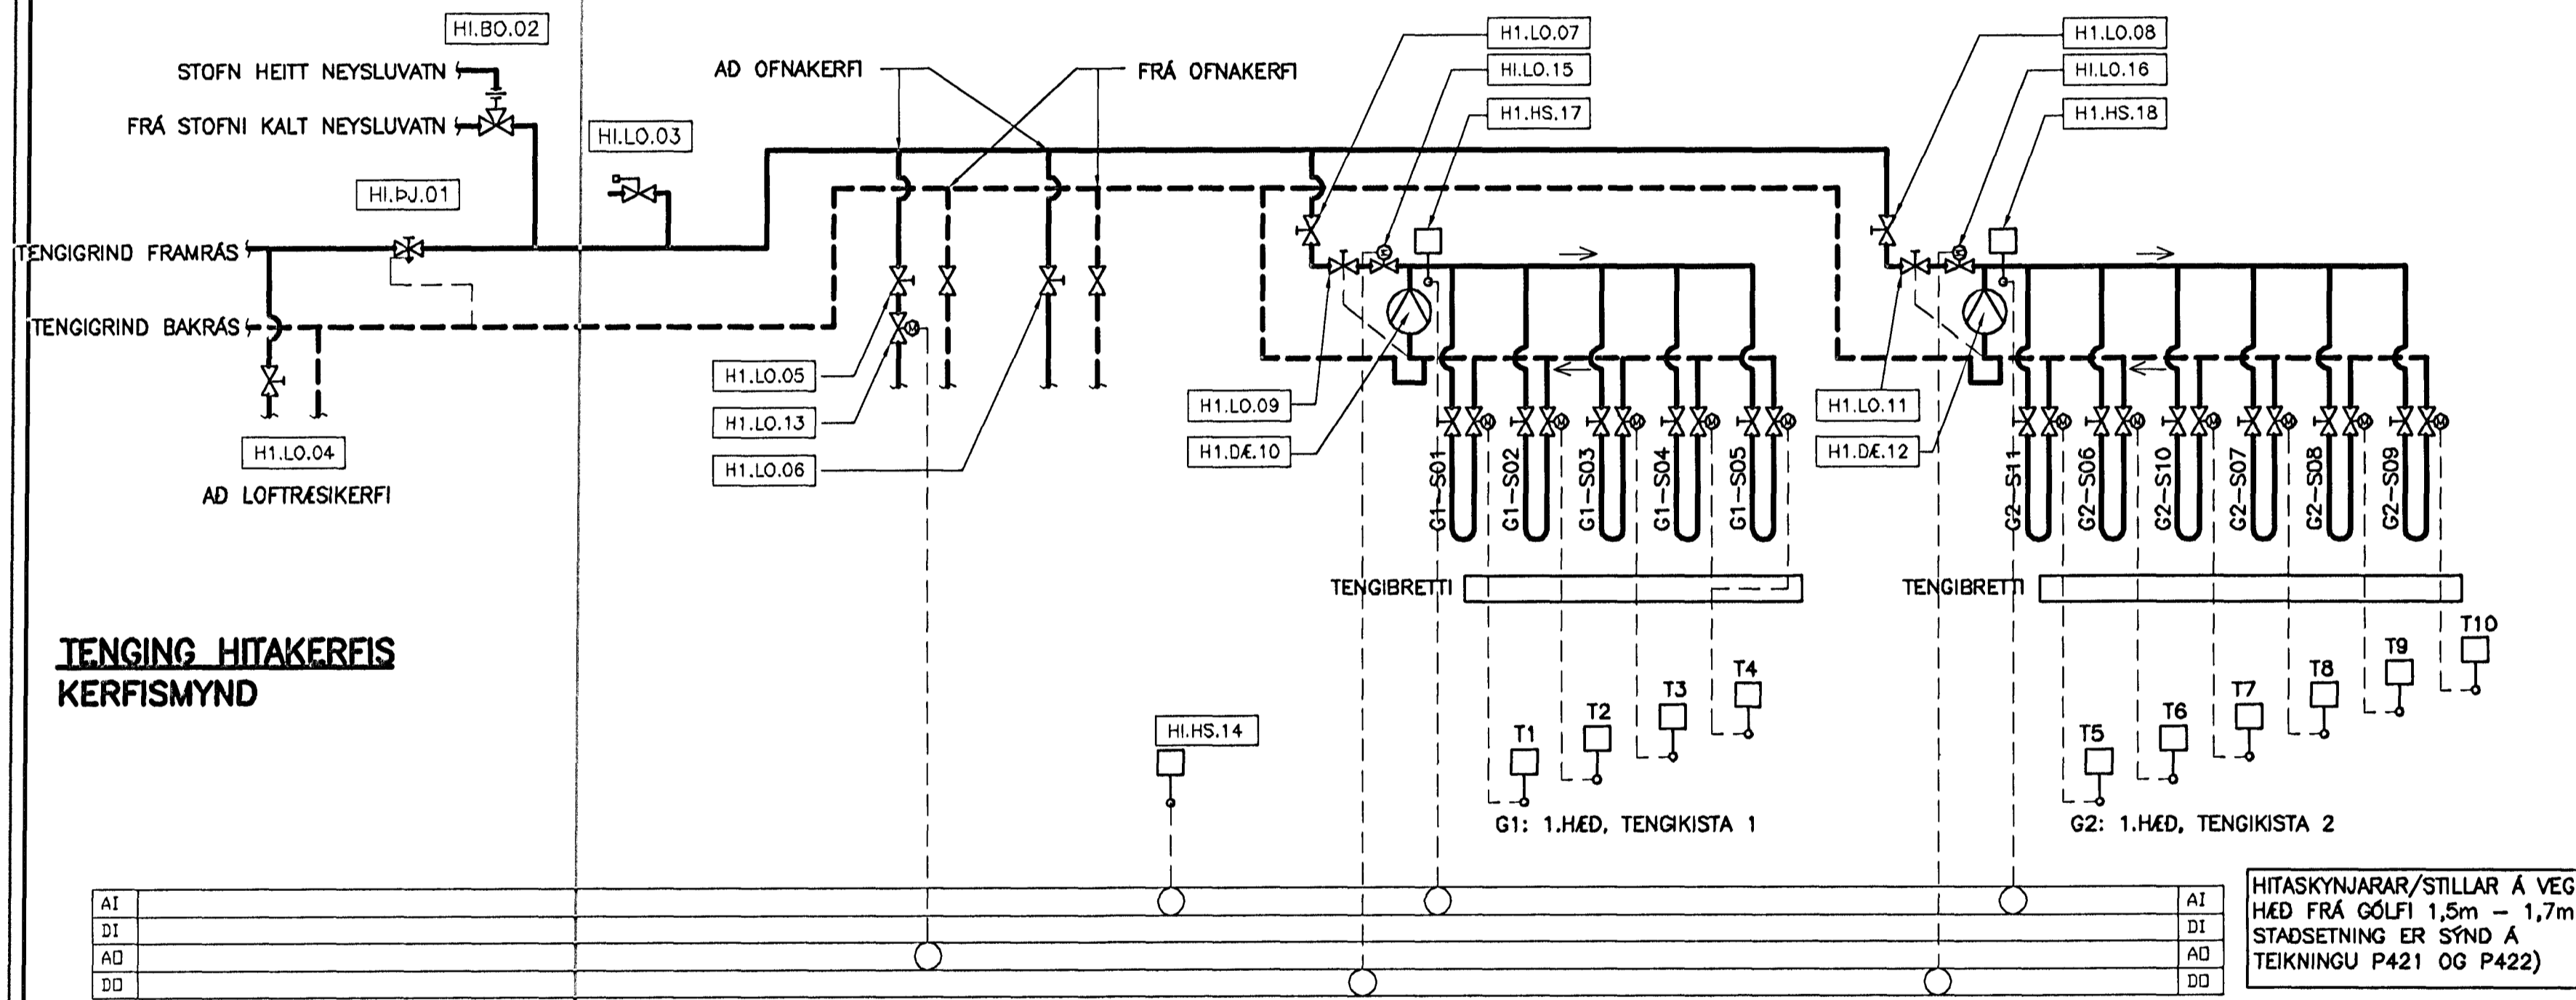 HI.BO.02
STOFN HEITT NEYSLUVATN
FRÁ STOFNI KALT NEYSLUVATN
HI.LO.03
HI.ÞJ.01
TENGIGRIND FRAMRÁS
TENGIGRIND BAKRÁS
H1.LO.04
AÐ LOFTRÆSIKERFI
AÐ OFNAKERFI
FRÁ OFNAKERFI
H1.LO.05
H1.LO.13
H1.LO.06
H1.LO.07
HI.LO.15
H1.HS.17
H1.LO.09
H1.DÆ.10
M
M
G1-S01
G1-S02
G1-S03
G1-S04
G1-S05
M
M
M
M
M
H1.LO.08
HI.LO.16
H1.HS.18
H1.LO.11
H1.DÆ.12
M
G2-S11
G2-S06
G2-S10
G2-S07
G2-S08
G2-S09
M
M
M
M
M
M
TENGIBRETTI
TENGIBRETTI
TENGING HITAKERFIS
KERFISMYND
HI.HS.14
T1
T2
T3
T4
T5
T6
T7
T8
T9
T10
G1: 1.HÆÐ, TENGIKISTA 1
G2: 1.HÆÐ, TENGIKISTA 2
AI
DI
AO
DO
AI
DI
AO
DO
HITASKYNJARAR/STILLAR Á VEG
HÆÐ FRÁ GÓLFI 1,5m - 1,7m
STAÐSETNING ER SÝND Á
TEIKNINGU P421 OG P422)